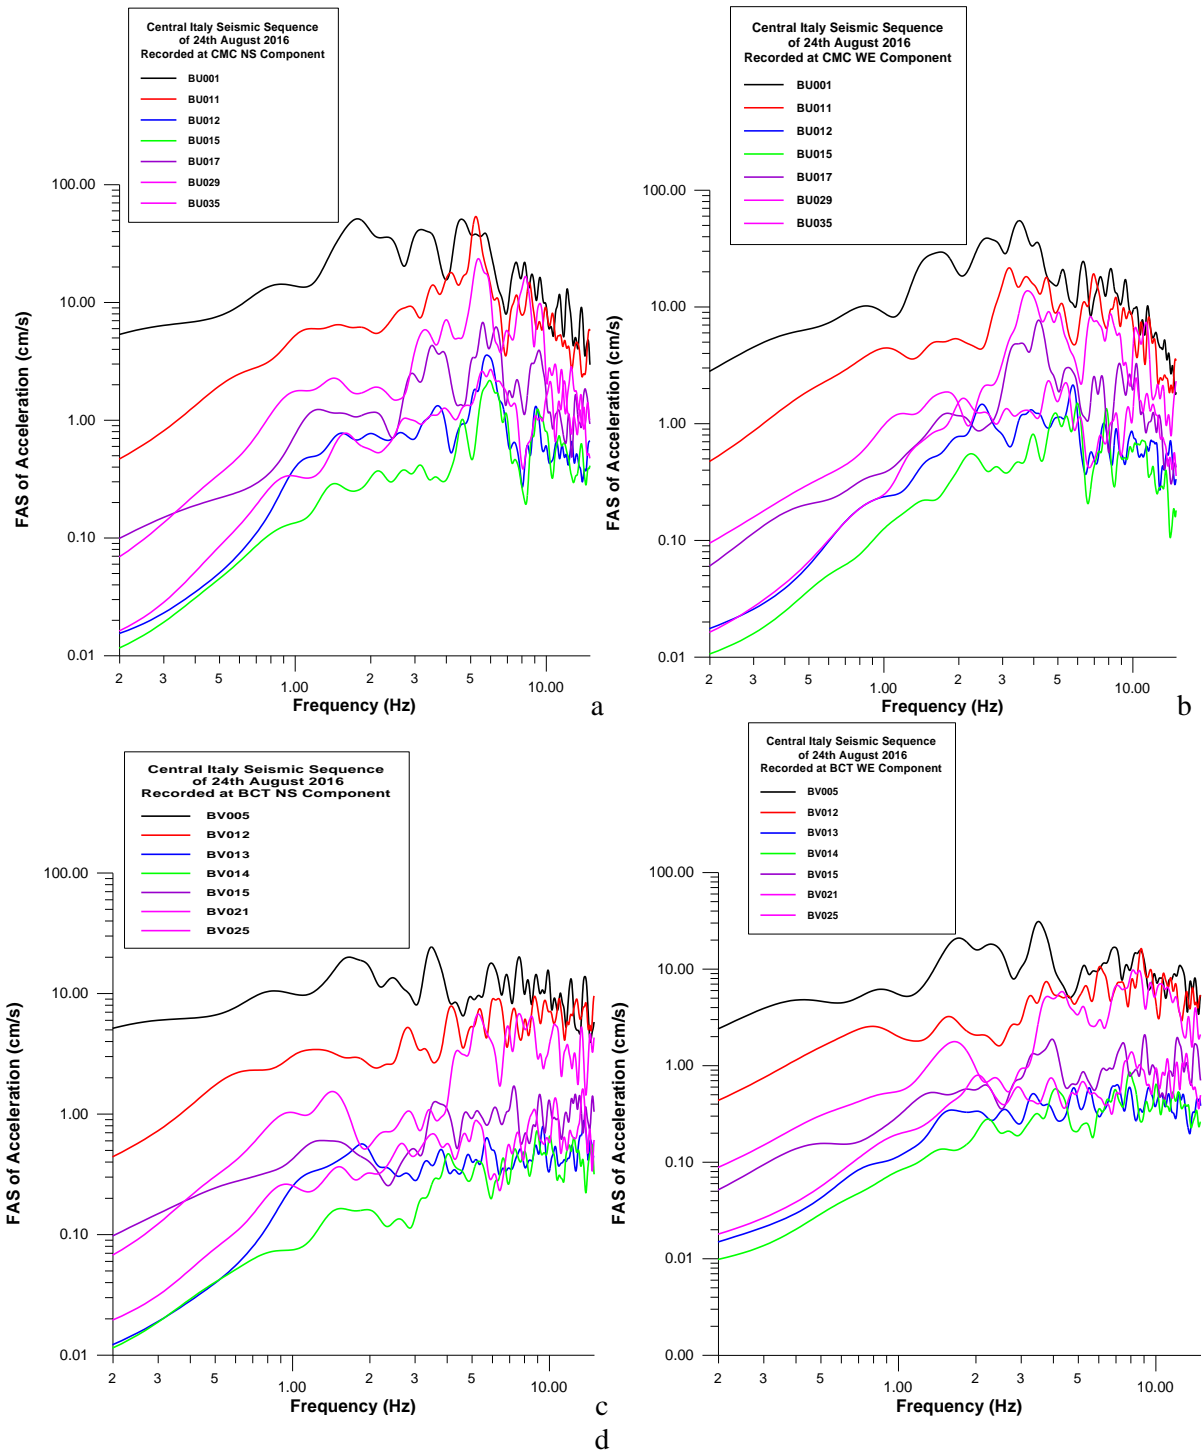 Central Italy Seismic Sequence
of 24th August 2016
Recorded at CMC NS Component
BU001
BU011
BU012
BU015
BU017
BU029
BU035
100.00
10.00
1.00
0.10
0.01
FAS of Acceleration (cm/s)
2 3 5 1.00 2 3 5 10.00
Frequency (Hz)
a
Central Italy Seismic Sequence
of 24th August 2016
Recorded at CMC WE Component
BU001
BU011
BU012
BU015
BU017
BU029
BU035
100.00
10.00
1.00
0.10
0.01
FAS of Acceleration (cm/s)
2 3 5 1.00 2 3 5 10.00
Frequency (Hz)
b
Central Italy Seismic Sequence
of 24th August 2016
Recorded at BCT NS Component
BV005
BV012
BV013
BV014
BV015
BV021
BV025
100.00
10.00
1.00
0.10
0.01
FAS of Acceleration (cm/s)
2 3 5 1.00 2 3 5 10.00
Frequency (Hz)
c
Central Italy Seismic Sequence
of 24th August 2016
Recorded at BCT WE Component
BV005
BV012
BV013
BV014
BV015
BV021
BV025
100.00
10.00
1.00
0.10
0.01
0.00
FAS of Acceleration (cm/s)
2 3 5 1.00 2 3 5 10.00
Frequency (Hz)
d